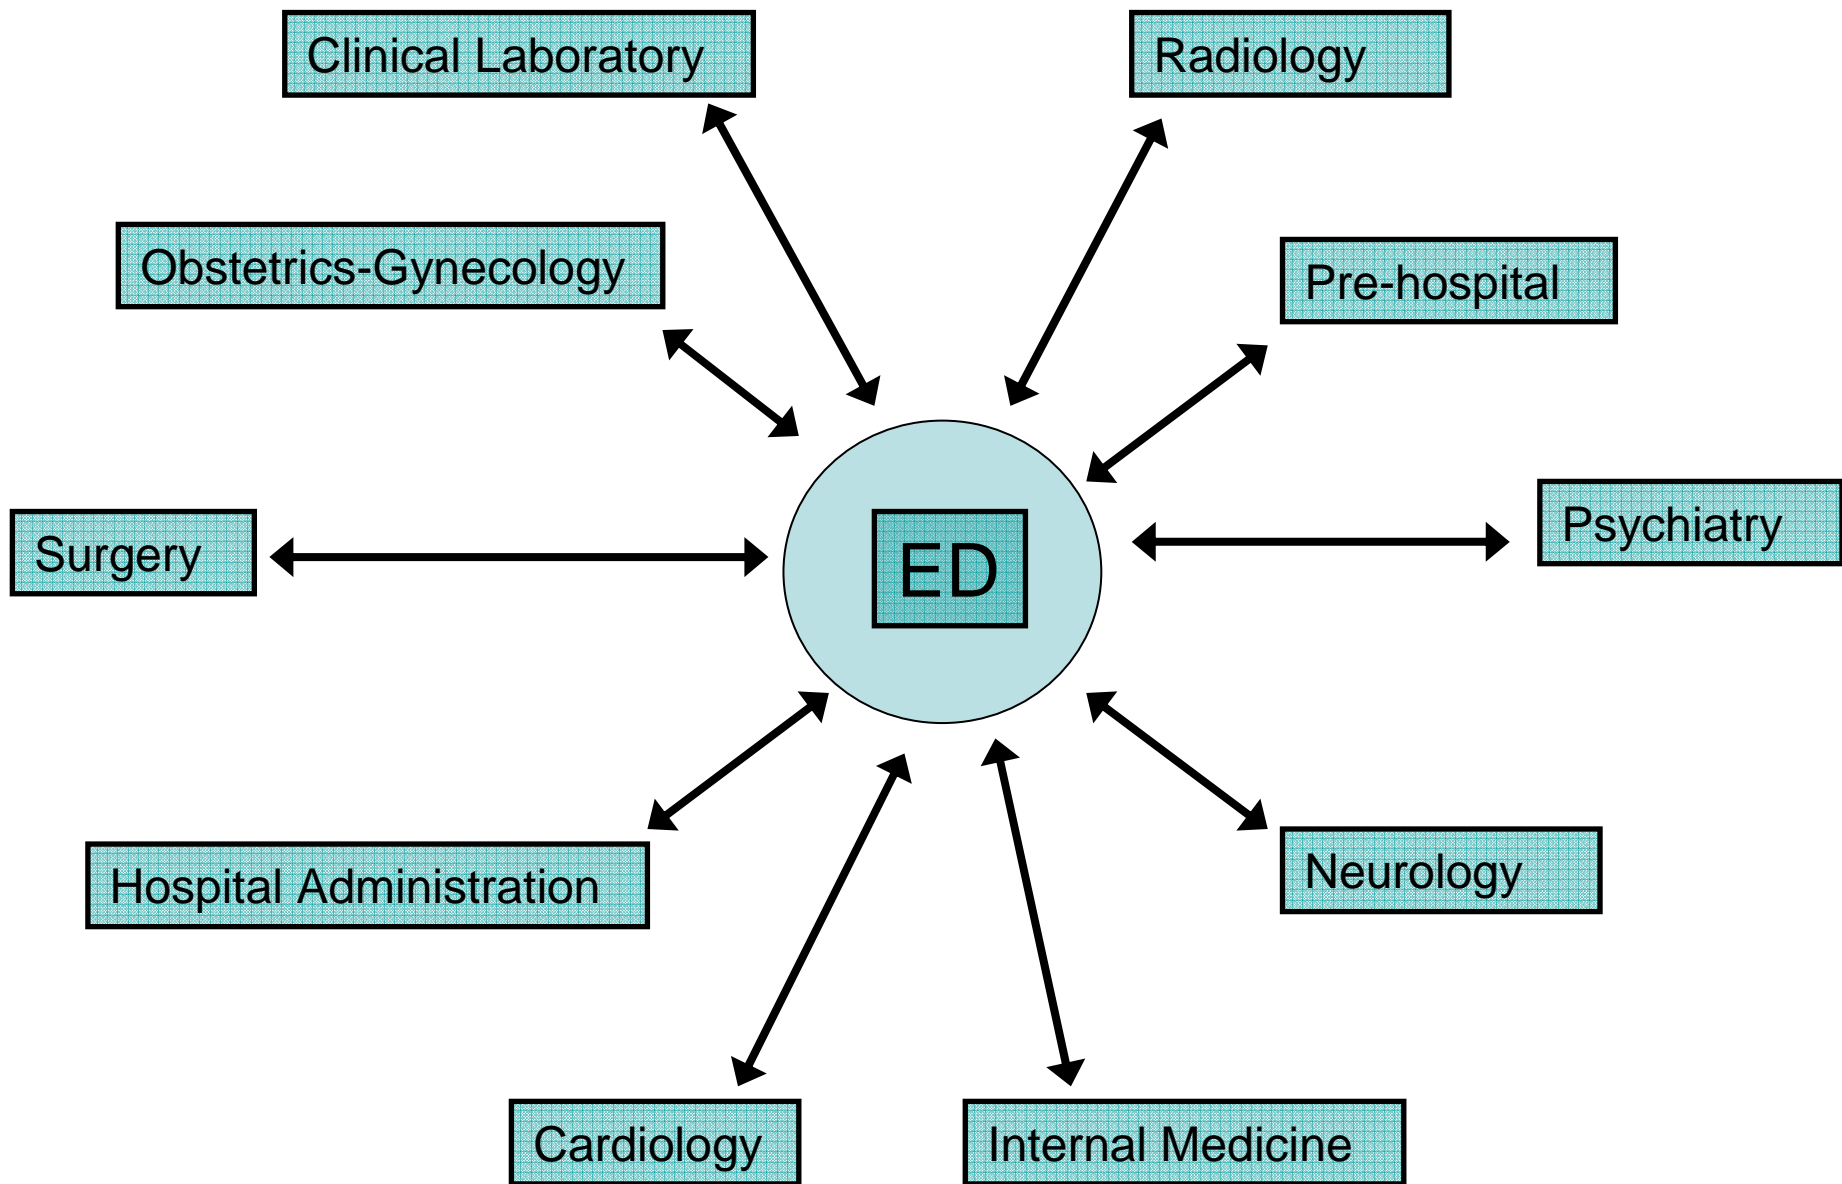 Clinical Laboratory
Radiology
Obstetrics-Gynecology
Pre-hospital
Surgery
ED
Psychiatry
Hospital Administration
Neurology
Cardiology
Internal Medicine